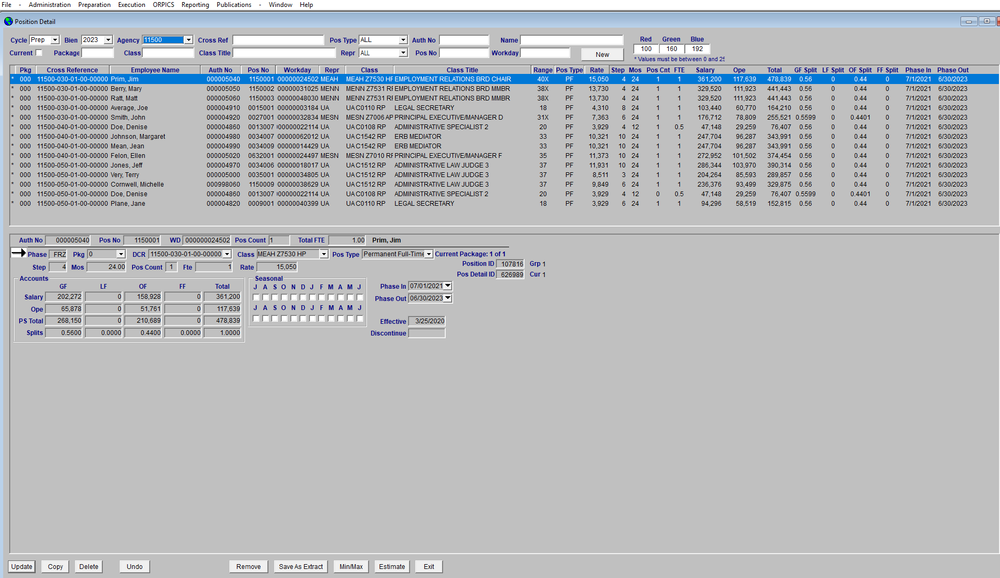 File - Administration Preparation Execution ORPICS Reporting Publications - Window Help
Position Detail
Cycle Prep Bien 2023 Agency 11500 Cross Ref Pos Type ALL Auth No Name Red Green Blue
Current Package Class Class Title Repr ALL Pos No Workday New 100 160 192
* Values must be between 0 and 25
Pkg Cross Reference Employee Name Auth No Pos No Workday Repr Class Class Title Range Pos Type Rate Step Mos Pos Cnt FTE Salary Ope Total GF Split LF Split OF Split FF Split Phase In Phase Out
* 000 11500-030-01-00-00000 Prim, Jim 000005040 1150001 00000024502 MEAH MEAH Z7530 HF EMPLOYMENT RELATIONS BRD CHAIR 40X PF 15,050 4 24 1 1 361,200 117,639 478,839 0.56 0 0.44 0 7/1/2021 6/30/2023
* 000 11500-030-01-00-00000 Berry, Mary 000005050 1150002 00000031025 MENN MENN Z7531 RF EMPLOYMENT RELATIONS BRD MMBR 38X PF 13,730 4 24 1 1 329,520 111,923 441,443 0.56 0 0.44 0 7/1/2021 6/30/2023
* 000 11500-030-01-00-00000 Ratt, Matt 000005060 1150003 00000048030 MENN MENN Z7531 RF EMPLOYMENT RELATIONS BRD MMBR 38X PF 13,730 4 24 1 1 329,520 111,923 441,443 0.56 0 0.44 0 7/1/2021 6/30/2023
* 000 11500-030-01-00-00000 Average, Joe 000004910 0015001 00000003184 UA UA C0110 RP LEGAL SECRETARY 18 PF 4,310 8 24 1 1 103,440 60,770 164,210 0.56 0 0.44 0 7/1/2021 6/30/2023
* 000 11500-030-01-00-00000 Smith, John 000004920 0027001 00000032834 MESN MESN Z7006 AP PRINCIPAL EXECUTIVE/MANAGER D 31X PF 7,363 6 24 1 1 176,712 78,809 255,521 0.5599 0 0.4401 0 7/1/2021 6/30/2023
* 000 11500-040-01-00-00000 Doe, Denise 000004860 0013007 00000022114 UA UA C0108 RP ADMINISTRATIVE SPECIALIST 2 20 PF 3,929 4 12 1 0.5 47,148 29,259 76,407 0.56 0 0.44 0 7/1/2021 6/30/2023
* 000 11500-040-01-00-00000 Johnson, Margaret 000004980 0034007 00000062012 UA UA C1542 RP ERB MEDIATOR 33 PF 10,321 10 24 1 1 247,704 96,287 343,991 0.56 0 0.44 0 7/1/2021 6/30/2023
* 000 11500-040-01-00-00000 Mean, Jean 000004990 0034009 00000014429 UA UA C1542 RP ERB MEDIATOR 33 PF 10,321 10 24 1 1 247,704 96,287 343,991 0.56 0 0.44 0 7/1/2021 6/30/2023
* 000 11500-040-01-00-00000 Felon, Ellen 000005020 0632001 00000024497 MESN MESN Z7010 RF PRINCIPAL EXECUTIVE/MANAGER F 35 PF 11,373 10 24 1 1 272,952 101,502 374,454 0.56 0 0.44 0 7/1/2021 6/30/2023
* 000 11500-050-01-00-00000 Jones, Jeff 000004970 0034006 00000018017 UA UA C1512 RP ADMINISTRATIVE LAW JUDGE 3 37 PF 11,931 10 24 1 1 286,344 103,970 390,314 0.56 0 0.44 0 7/1/2021 6/30/2023
* 000 11500-050-01-00-00000 Very, Terry 000005000 0035001 00000034805 UA UA C1512 RP ADMINISTRATIVE LAW JUDGE 3 37 PF 8,511 3 24 1 1 204,264 85,593 289,857 0.56 0 0.44 0 7/1/2021 6/30/2023
* 000 11500-050-01-00-00000 Cornwell, Michelle 000998060 1150009 00000038629 UA UA C1512 RP ADMINISTRATIVE LAW JUDGE 3 37 PF 9,849 6 24 1 1 236,376 93,499 329,875 0.56 0 0.44 0 7/1/2021 6/30/2023
* 000 11500-050-01-00-00000 Doe, Denise 000004860 0013007 00000022114 UA UA C0108 RP ADMINISTRATIVE SPECIALIST 2 20 PF 3,929 4 12 0 0.5 47,148 29,259 76,407 0.5599 0 0.4401 0 7/1/2021 6/30/2023
* 000 11500-050-01-00-00000 Plane, Jane 000004820 0009001 00000040399 UA UA C0110 RP LEGAL SECRETARY 18 PF 3,929 6 24 1 1 94,296 58,519 152,815 0.56 0 0.44 0 7/1/2021 6/30/2023
Auth No 000005040 Pos No 1150001 WD 000000024502 Pos Count 1 Total FTE 1.00 Prim, Jim
Phase FRZ Pkg 0 DCR 11500-030-01-00-00000 Class MEAH Z7530 HP Pos Type Permanent Full-Time Current Package: 1 of 1
Position ID 107816 Grp 1
Step 4 Mos 24.00 Pos Count 1 Fte 1 Rate 15,050
Pos Detail ID 626989 Cur 1
Accounts Seasonal
GF LF OF FF Total J A S O N D J F M A M J Phase In 07/01/2021
Salary 202,272 0 158,928 0 361,200 Phase Out 06/30/2023
Ope 65,878 0 51,761 0 117,639 J A S O N D J F M A M J
PS Total 268,150 0 210,689 0 478,839 Effective 3/25/2020
Splits 0.5600 0.0000 0.4400 0.0000 1.0000 Discontinue
Update Copy Delete Undo Remove Save As Extract Min/Max Estimate Exit